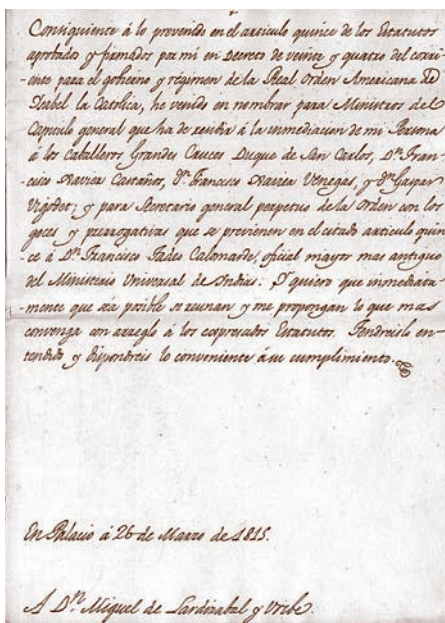 Consiguiente á lo prevenido en el articulo quince de los Estatutos
aprobado y firmados por mi en Decreto de veinte y quatro del corri-
-ente para el gobierno y régimen de la Real Orden Americana de
Isabel la Católica, he venido en nombrar para Ministros del
Capitulo general que ha de residir á la inmediacion de mi Persona
á los Caballeros Grandes Cruces Duque de San Carlos, Dn. Fran-
-cisco Xavier Castaños, Dn. Francisco Xavier Venegas, y Dn. Gaspar
Vigodet; y para Secretario general perpetuo de la Orden con los
goces y prerrogativas que se previenen en el citado articulo quin-
ce á Dn. Francisco Tadeo Calomarde, oficial mayor mas antiguo
del Ministerio Universal de Indias: Y quiero que inmediata-
-mente que sea posible se reunan y me propongan lo que mas
convenga con arreglo á los expresados Estatutos. Tendreislo en-
tendido y dispondreis lo conveniente á su cumplimiento.
En Palacio á 26 de Marzo de 1815.
A Dn. Miguel de Lardizabal y Uribe.